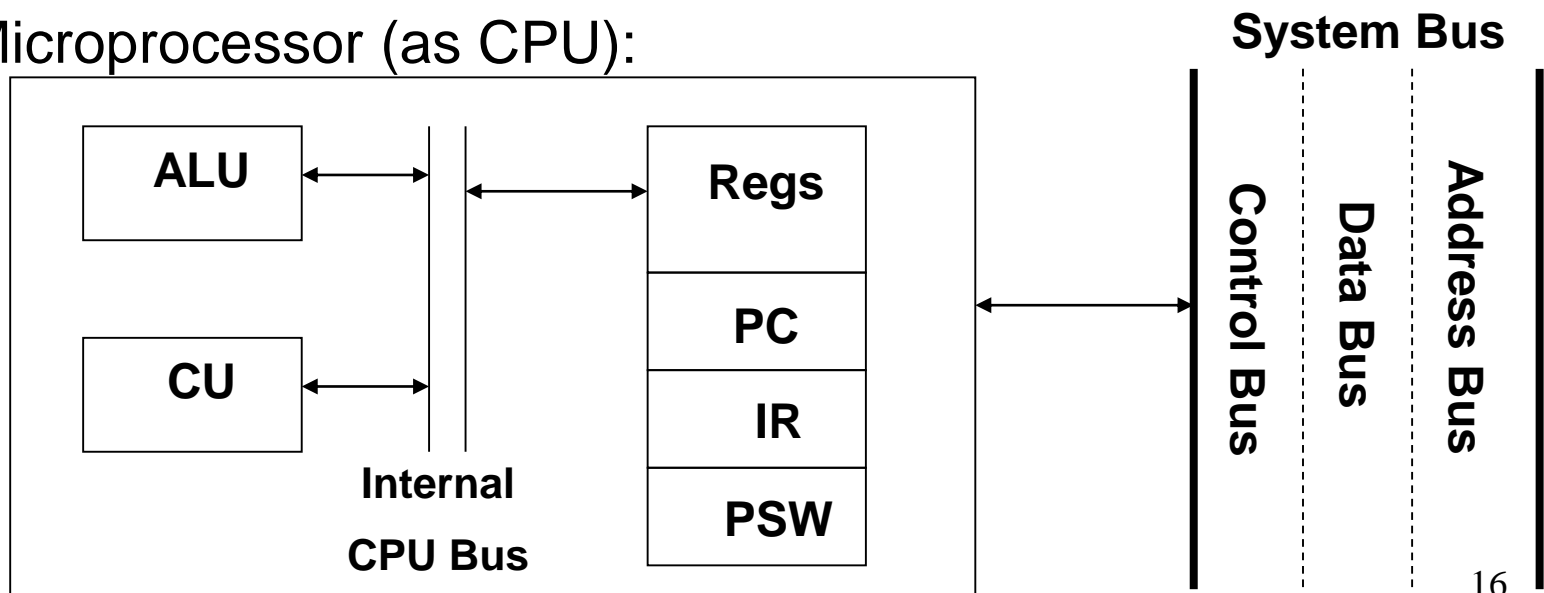 Microprocessor (as CPU):
System Bus
ALU
CU
Internal
CPU Bus
Regs
PC
IR
PSW
Control Bus
Data Bus
Address Bus
16